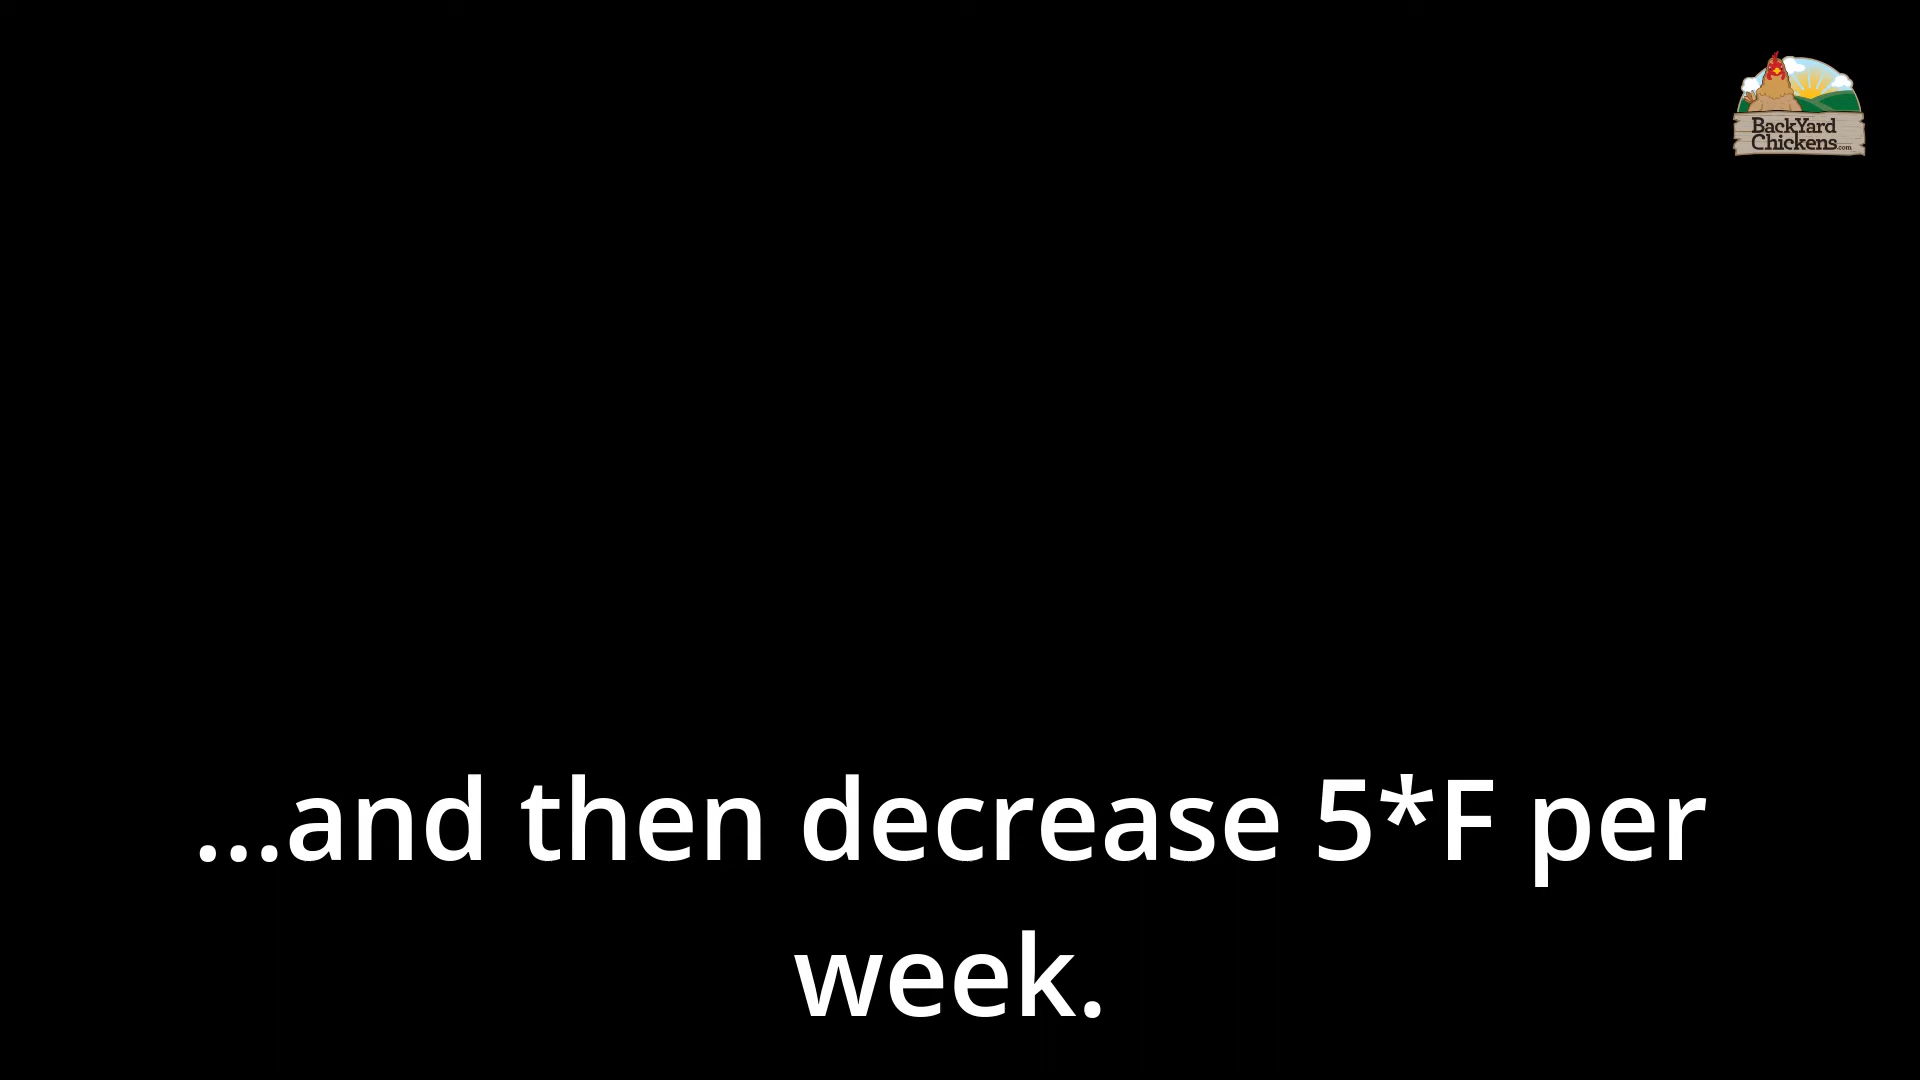 BackYard
Chickens.com
...and then decrease 5*F per
week.